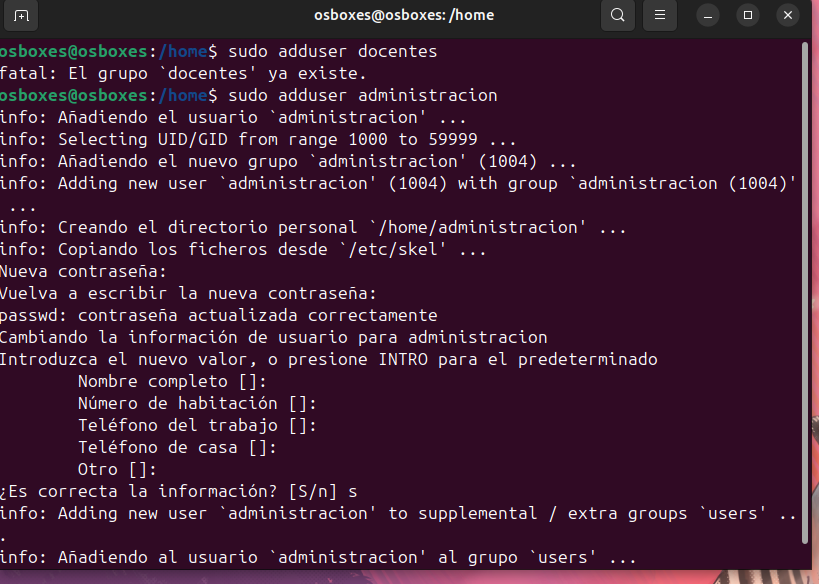 osboxes@osboxes: /home
osboxes@osboxes:/home$ sudo adduser docentes
fatal: El grupo `docentes' ya existe.
osboxes@osboxes:/home$ sudo adduser administracion
info: Añadiendo el usuario `administracion' ...
info: Selecting UID/GID from range 1000 to 59999 ...
info: Añadiendo el nuevo grupo `administracion' (1004) ...
info: Adding new user `administracion' (1004) with group `administracion (1004)'
 ...
info: Creando el directorio personal `/home/administracion' ...
info: Copiando los ficheros desde `/etc/skel' ...
Nueva contraseña:
Vuelva a escribir la nueva contraseña:
passwd: contraseña actualizada correctamente
Cambiando la información de usuario para administracion
Introduzca el nuevo valor, o presione INTRO para el predeterminado
        Nombre completo []:
        Número de habitación []:
        Teléfono del trabajo []:
        Teléfono de casa []:
        Otro []:
¿Es correcta la información? [S/n] s
info: Adding new user `administracion' to supplemental / extra groups `users' ..
.
info: Añadiendo al usuario `administracion' al grupo `users' ...